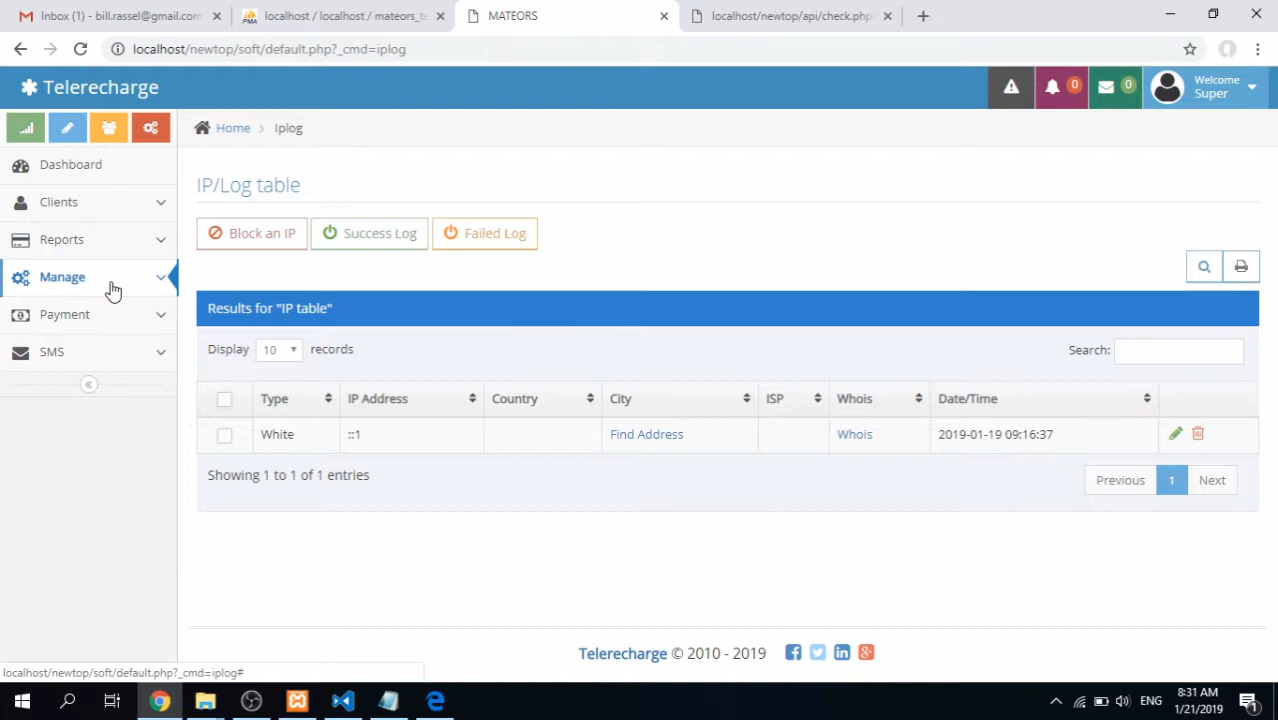 Inbox (1) - bill.rassel@gmail.com
localhost / localhost / mateors_t
MATEORS
localhost/newtop/api/check.php
localhost/newtop/soft/default.php?_cmd=iplog
Telerecharge
0
0
Welcome
Super
Home > Iplog
Dashboard
Clients
Reports
Manage
Payment
SMS
IP/Log table
Block an IP
Success Log
Failed Log
Results for "IP table"
Display 10 records
Search:
Type IP Address Country City ISP Whois Date/Time
White ::1 Find Address Whois 2019-01-19 09:16:37
Showing 1 to 1 of 1 entries
Previous 1 Next
Telerecharge © 2010 - 2019
localhost/newtop/soft/default.php?_cmd=iplog#
ENG
8:31 AM
1/21/2019
1